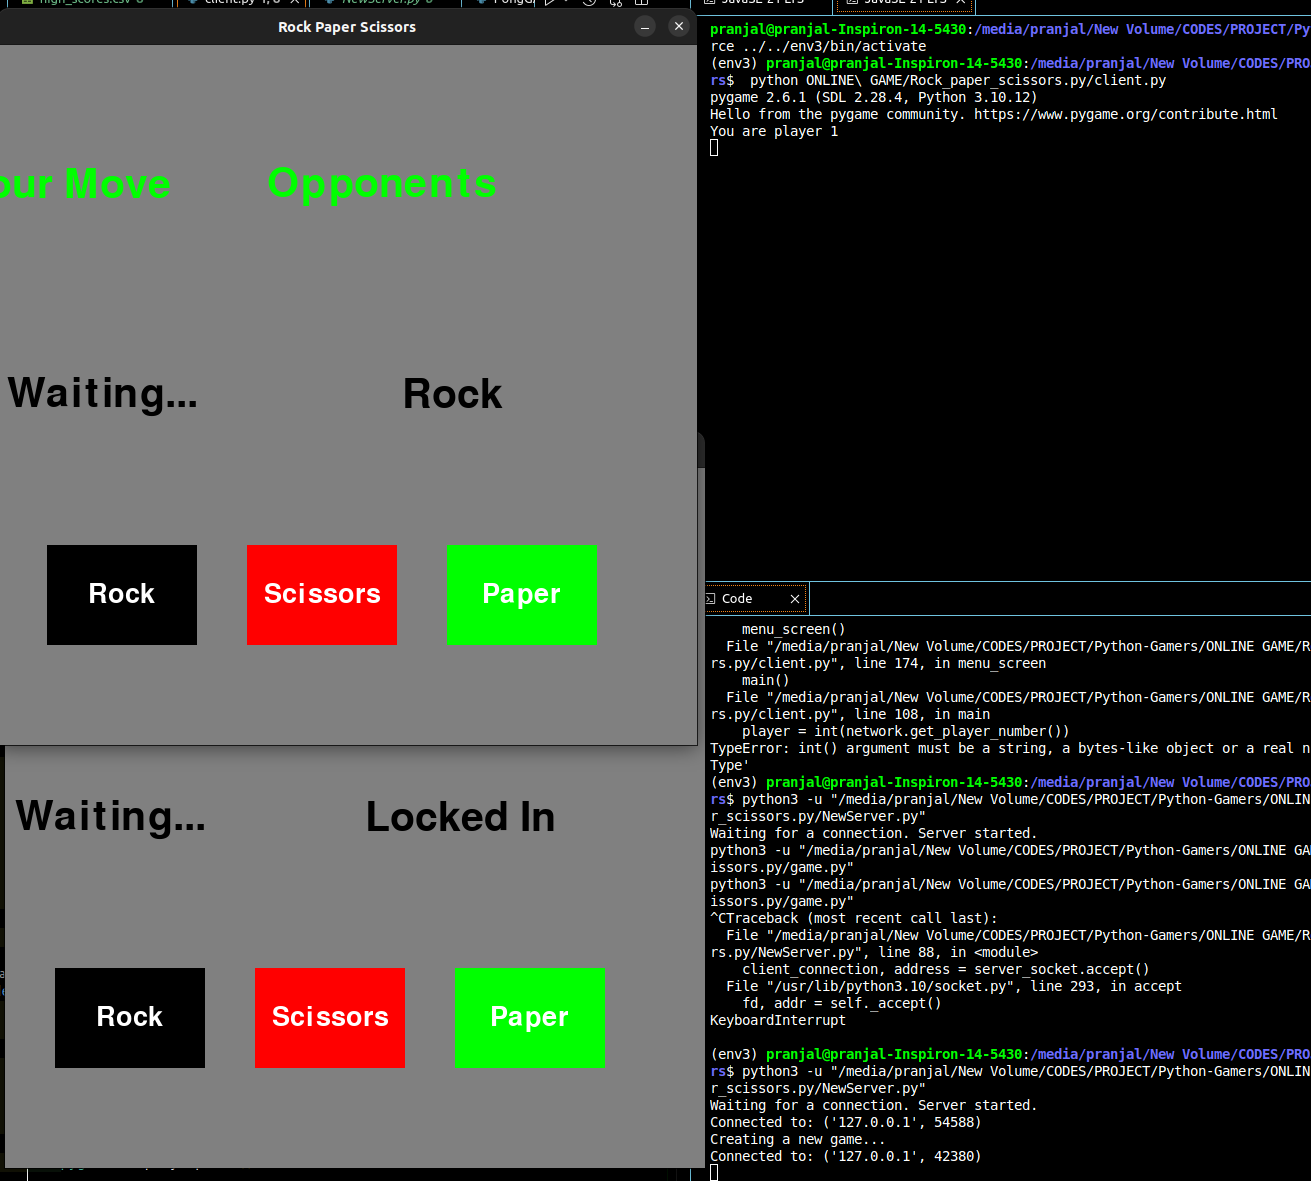 client.py
NewServer.py
Rock Paper Scissors
our Move
Opponents
Waiting...
Rock
Rock
Scissors
Paper
Waiting...
Locked In
Rock
Scissors
Paper
pranjal@pranjal-Inspiron-14-5430:/media/pranjal/New Volume/CODES/PROJECT/Py
rce ../../env3/bin/activate
(env3) pranjal@pranjal-Inspiron-14-5430:/media/pranjal/New Volume/CODES/PRO
rs$  python ONLINE\ GAME/Rock_paper_scissors.py/client.py
pygame 2.6.1 (SDL 2.28.4, Python 3.10.12)
Hello from the pygame community. https://www.pygame.org/contribute.html
You are player 1
Code
menu_screen()
File "/media/pranjal/New Volume/CODES/PROJECT/Python-Gamers/ONLINE GAME/R
rs.py/client.py", line 174, in menu_screen
main()
File "/media/pranjal/New Volume/CODES/PROJECT/Python-Gamers/ONLINE GAME/R
rs.py/client.py", line 108, in main
player = int(network.get_player_number())
TypeError: int() argument must be a string, a bytes-like object or a real n
Type'
(env3) pranjal@pranjal-Inspiron-14-5430:/media/pranjal/New Volume/CODES/PRO
rs$ python3 -u "/media/pranjal/New Volume/CODES/PROJECT/Python-Gamers/ONLIN
r_scissors.py/NewServer.py"
Waiting for a connection. Server started.
python3 -u "/media/pranjal/New Volume/CODES/PROJECT/Python-Gamers/ONLINE GA
issors.py/game.py"
python3 -u "/media/pranjal/New Volume/CODES/PROJECT/Python-Gamers/ONLINE GA
issors.py/game.py"
^CTraceback (most recent call last):
File "/media/pranjal/New Volume/CODES/PROJECT/Python-Gamers/ONLINE GAME/R
rs.py/NewServer.py", line 88, in <module>
client_connection, address = server_socket.accept()
File "/usr/lib/python3.10/socket.py", line 293, in accept
fd, addr = self._accept()
KeyboardInterrupt
(env3) pranjal@pranjal-Inspiron-14-5430:/media/pranjal/New Volume/CODES/PRO
rs$ python3 -u "/media/pranjal/New Volume/CODES/PROJECT/Python-Gamers/ONLIN
r_scissors.py/NewServer.py"
Waiting for a connection. Server started.
Connected to: ('127.0.0.1', 54588)
Creating a new game...
Connected to: ('127.0.0.1', 42380)